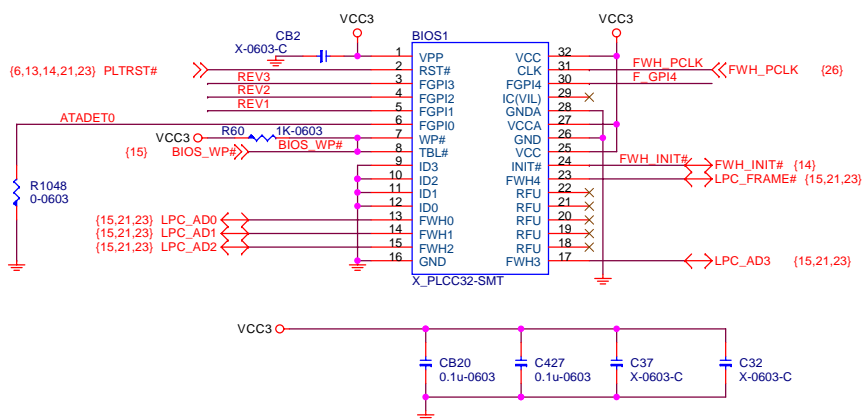 VCC3
VCC3
CB2
BIOS1
X-0603-C
1 VPP VCC 32
{6,13,14,21,23} PLTRST# 2 RST# CLK 31 FWH_PCLK FWH_PCLK {26}
REV3 3 FGPI3 FGPI4 30 F_GPI4
REV2 4 FGPI2 IC(VIL) 29
REV1 5 FGPI1 GNDA 28
ATADET0 6 FGPI0 VCCA 27
VCC3 R60 1K-0603 7 WP# GND 26
{15} BIOS_WP# BIOS_WP# 8 TBL# VCC 25
9 ID3 INIT# 24 FWH_INIT# FWH_INIT# {14}
10 ID2 FWH4 23 LPC_FRAME# {15,21,23}
R1048 11 ID1 RFU 22
0-0603 12 ID0 RFU 21
{15,21,23} LPC_AD0 13 FWH0 RFU 20
{15,21,23} LPC_AD1 14 FWH1 RFU 19
{15,21,23} LPC_AD2 15 FWH2 RFU 18
16 GND FWH3 17 LPC_AD3 {15,21,23}
X_PLCC32-SMT
VCC3
CB20 C427 C37 C32
0.1u-0603 0.1u-0603 X-0603-C X-0603-C